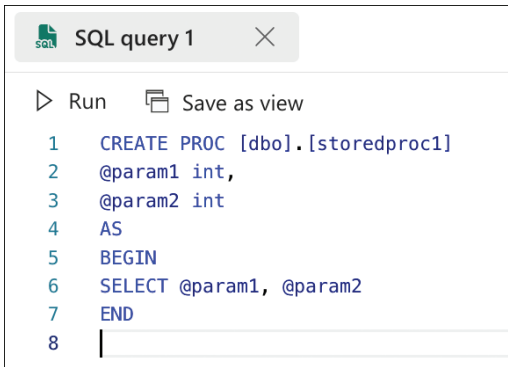 SQL SQL query 1
Run Save as view
1 CREATE PROC [dbo].[storedproc1]
2 @param1 int,
3 @param2 int
4 AS
5 BEGIN
6 SELECT @param1, @param2
7 END
8